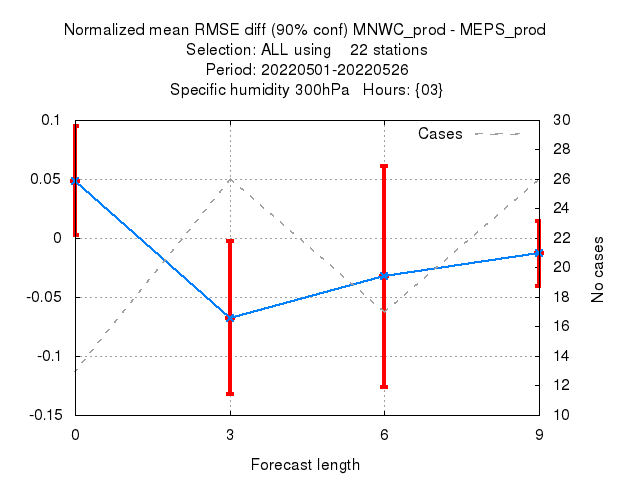 Normalized mean RMSE diff (90% conf) MNWC_prod - MEPS_prod
Selection: ALL using    22 stations
Period: 20220501-20220526
Specific humidity 300hPa   Hours: {03}
Cases
0.1
0.05
0
-0.05
-0.1
-0.15
30
28
26
24
22
20
18
16
14
12
10
No cases
0 3 6 9
Forecast length